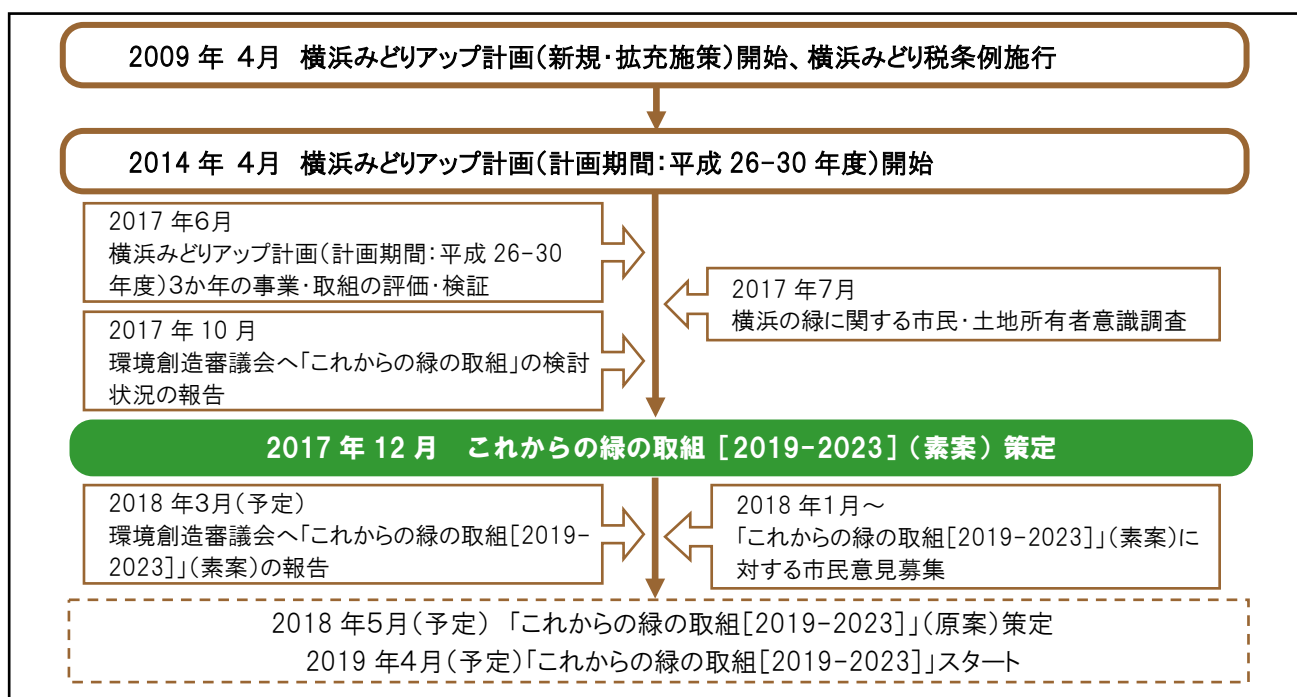 2009 年 4月 横浜みどりアップ計画（新規・拡充施策）開始、横浜みどり税条例施行
2014 年 4月 横浜みどりアップ計画（計画期間：平成 26-30 年度）開始
2017 年６月
横浜みどりアップ計画（計画期間：平成 26-30
年度）３か年の事業・取組の評価・検証
2017 年７月
横浜の緑に関する市民・土地所有者意識調査
2017 年 10 月
環境創造審議会へ「これからの緑の取組」の検討
状況の報告
2017 年 12 月 これからの緑の取組 [2019-2023]（素案）策定
2018 年３月（予定）
環境創造審議会へ「これからの緑の取組[2019-
2023]」（素案）の報告
2018 年１月～
「これからの緑の取組[2019-2023]」（素案）に
対する市民意見募集
2018 年５月（予定） 「これからの緑の取組[2019-2023]」（原案）策定
2019 年４月（予定）「これからの緑の取組[2019-2023]」スタート